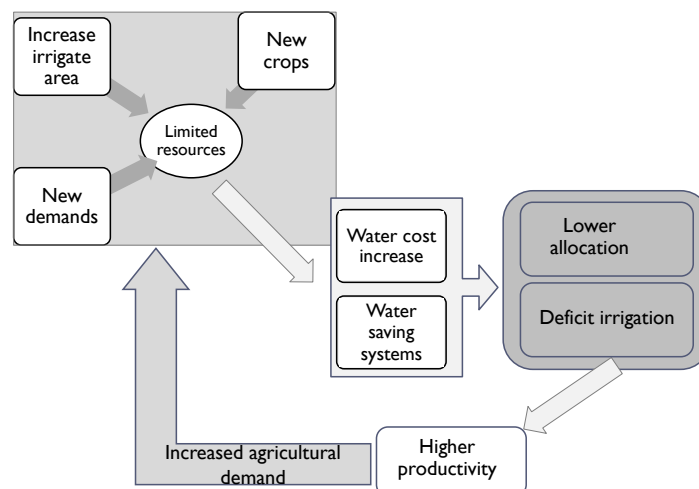 Increase
irrigate
area
New
crops
Limited
resources
New
demands
Water cost
increase
Water
saving
systems
Lower
allocation
Deficit irrigation
Higher
productivity
Increased agricultural
demand